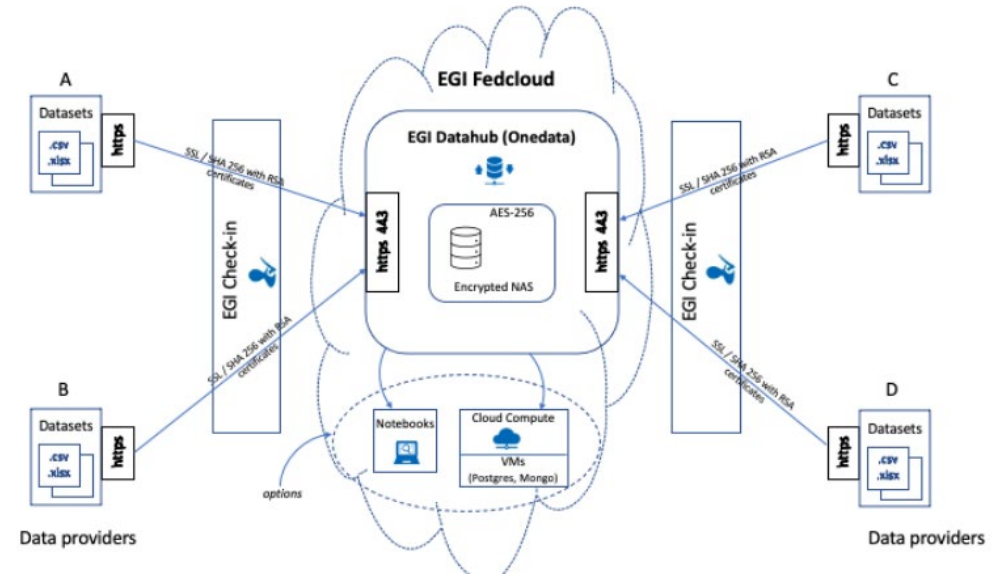 EGI Fedcloud
EGI Datahub (Onedata)
AES-256
Encrypted NAS
https 443
https 443
A
Datasets
.csv
.xlsx
https
SSL / SHA 256 with RSA
certificates
EGI Check-in
B
Datasets
.csv
.xlsx
https
SSL / SHA 256 with RSA
certificates
Data providers
C
Datasets
.csv
.xlsx
https
SSL / SHA 256 with RSA
certificates
EGI Check-in
D
Datasets
.csv
.xlsx
https
SSL / SHA 256 with RSA
certificates
Data providers
Notebooks
Cloud Compute
VMs
(Postgres, Mongo)
options